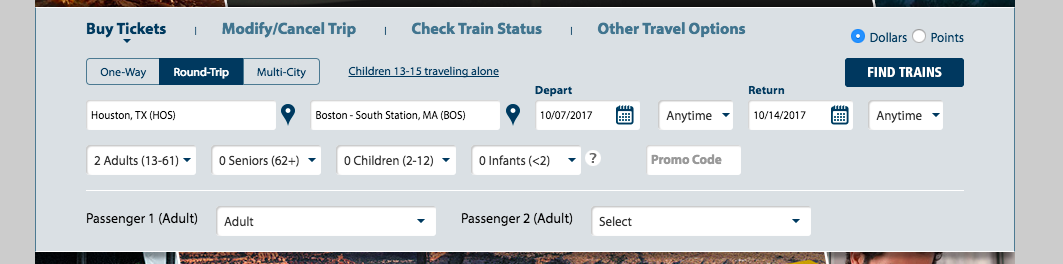 Buy Tickets | Modify/Cancel Trip | Check Train Status | Other Travel Options
Dollars Points
One-Way Round-Trip Multi-City Children 13-15 traveling alone FIND TRAINS
Depart Return
Houston, TX (HOS) Boston - South Station, MA (BOS) 10/07/2017 Anytime 10/14/2017 Anytime
2 Adults (13-61) 0 Seniors (62+) 0 Children (2-12) 0 Infants (<2) ? Promo Code
Passenger 1 (Adult) Adult Passenger 2 (Adult) Select